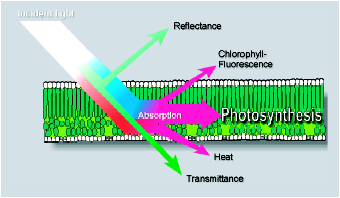 Incident light
Reflectance
Chlorophyll-
Fluorescence
Absorption
Photosynthesis
Heat
Transmittance